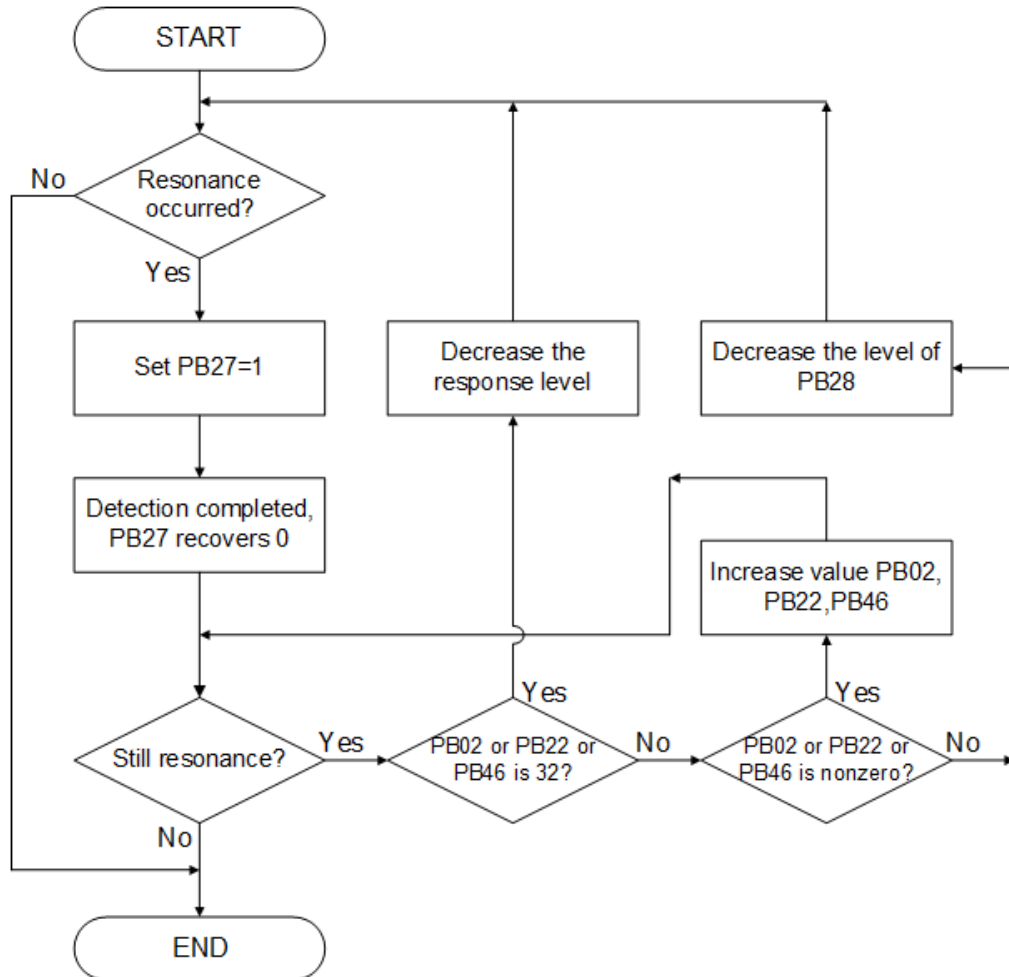 START
No
Resonance
occurred?
Yes
Set PB27=1
Decrease the
response level
Decrease the level of
PB28
Detection completed,
PB27 recovers 0
Increase value PB02,
PB22,PB46
Still resonance?
Yes
PB02 or PB22 or
PB46 is 32?
Yes
No
PB02 or PB22 or
PB46 is nonzero?
Yes
No
No
END